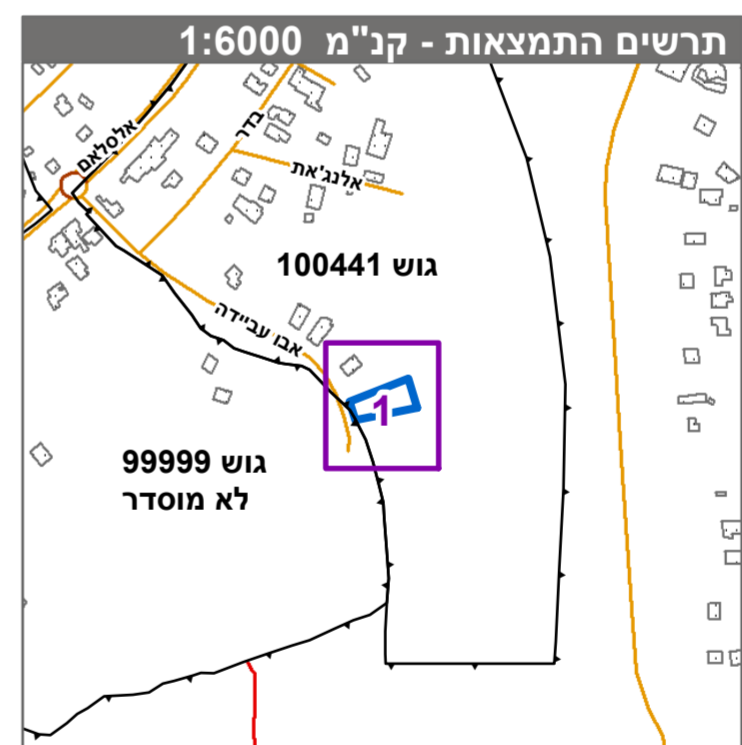 תרשים התמצאות - קנ"מ 1:6000
אלסלאם
בדר
אלנג'את
גוש 100441
אבו עביידה
1
גוש 99999
לא מוסדר